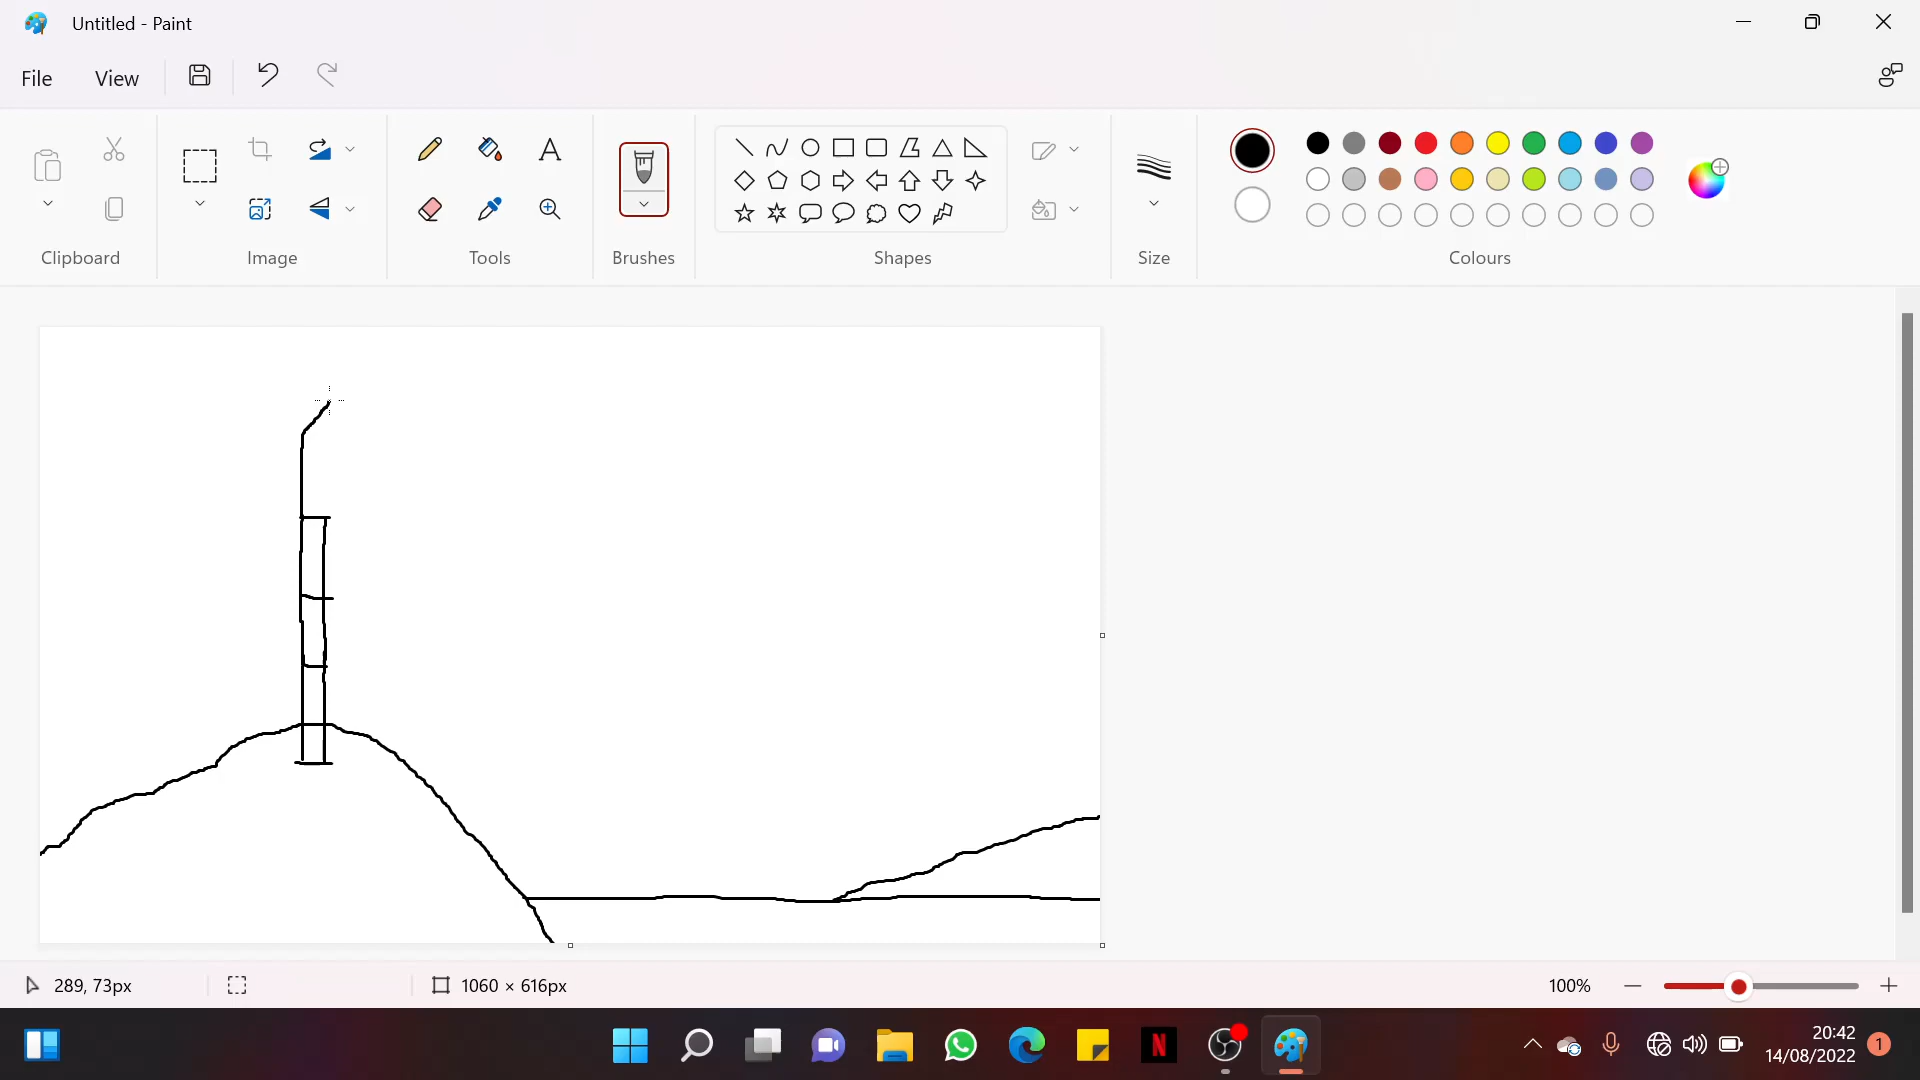 Untitled - Paint
File View
Clipboard Image Tools Brushes Shapes Size Colours
289, 73px 1060 × 616px 100%
20:42
14/08/2022 1